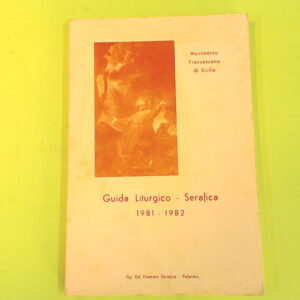 Movimento
Francescano
di Sicilia
Guida Liturgico - Serafica
1981 - 1982
Tip. Ed. Fiamma Serafica - Palermo